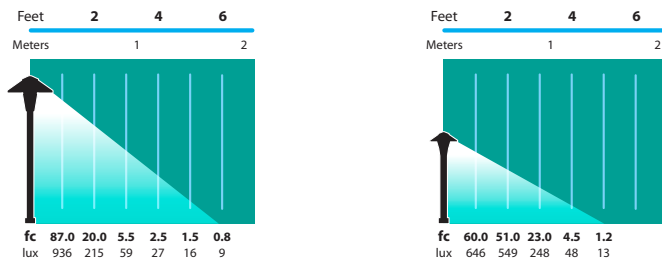 Feet 2 4 6
Meters 1 2
fc 87.0 20.0 5.5 2.5 1.5 0.8
lux 936 215 59 27 16 9
Feet 2 4 6
Meters 1 2
fc 60.0 51.0 23.0 4.5 1.2
lux 646 549 248 48 13